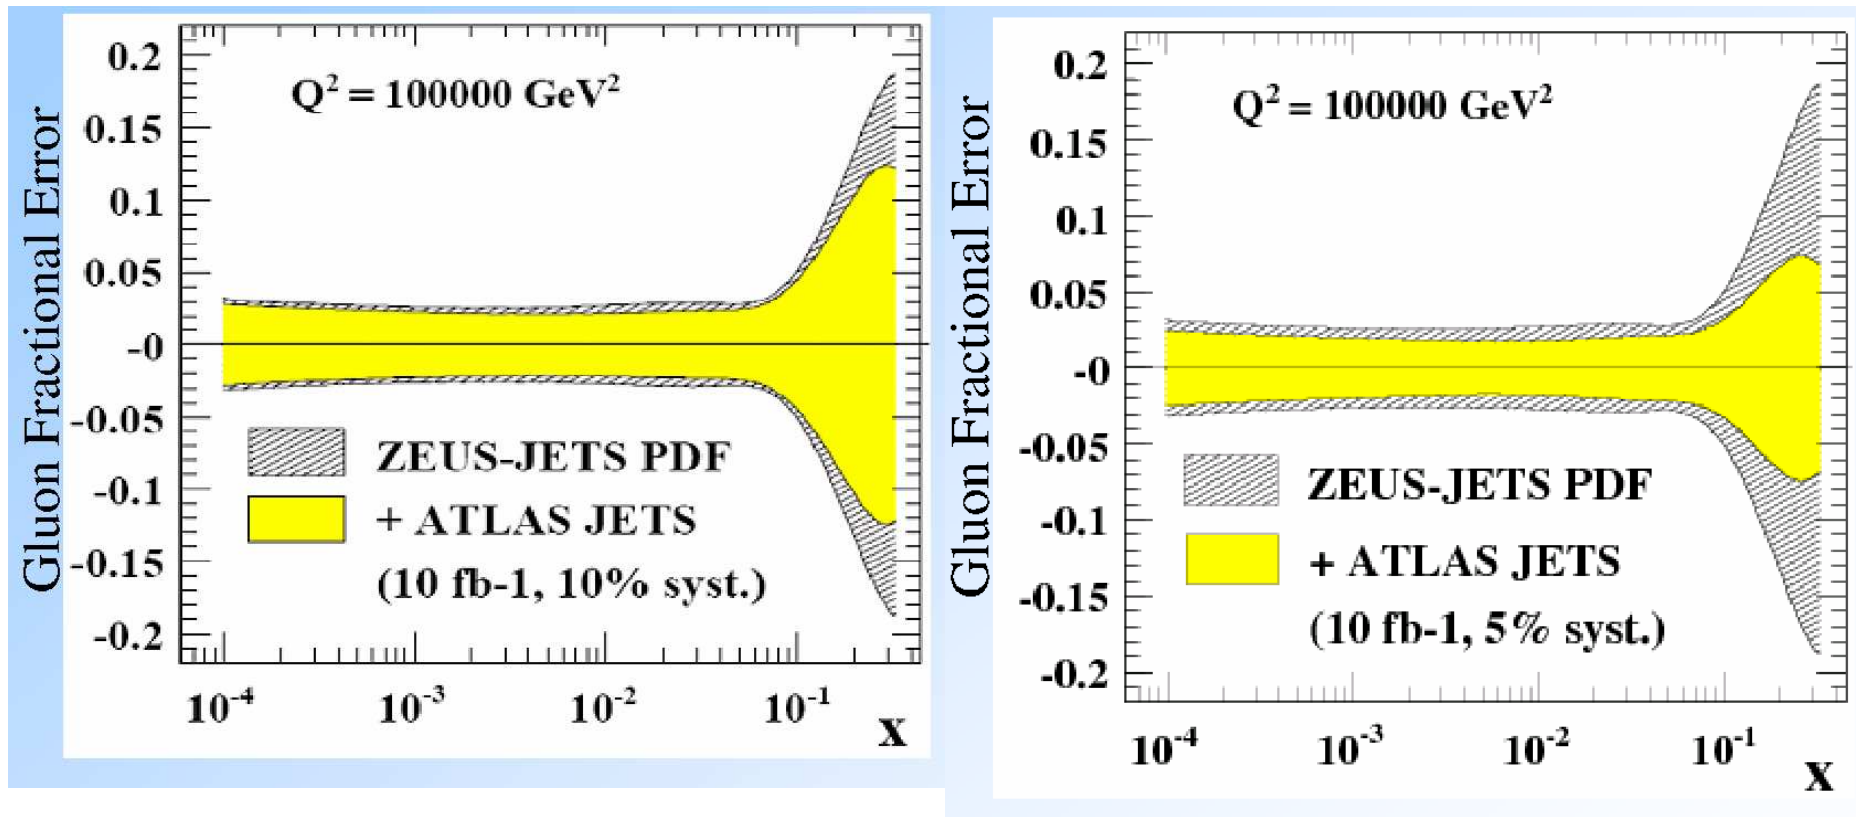 Gluon Fractional Error
Q² = 100000 GeV²
0.2
0.15
0.1
0.05
-0
-0.05
-0.1
-0.15
-0.2
ZEUS-JETS PDF
+ ATLAS JETS
(10 fb-1, 10% syst.)
10⁻⁴ 10⁻³ 10⁻² 10⁻¹
x
Gluon Fractional Error
Q² = 100000 GeV²
0.2
0.15
0.1
0.05
-0
-0.05
-0.1
-0.15
-0.2
ZEUS-JETS PDF
+ ATLAS JETS
(10 fb-1, 5% syst.)
10⁻⁴ 10⁻³ 10⁻² 10⁻¹
x